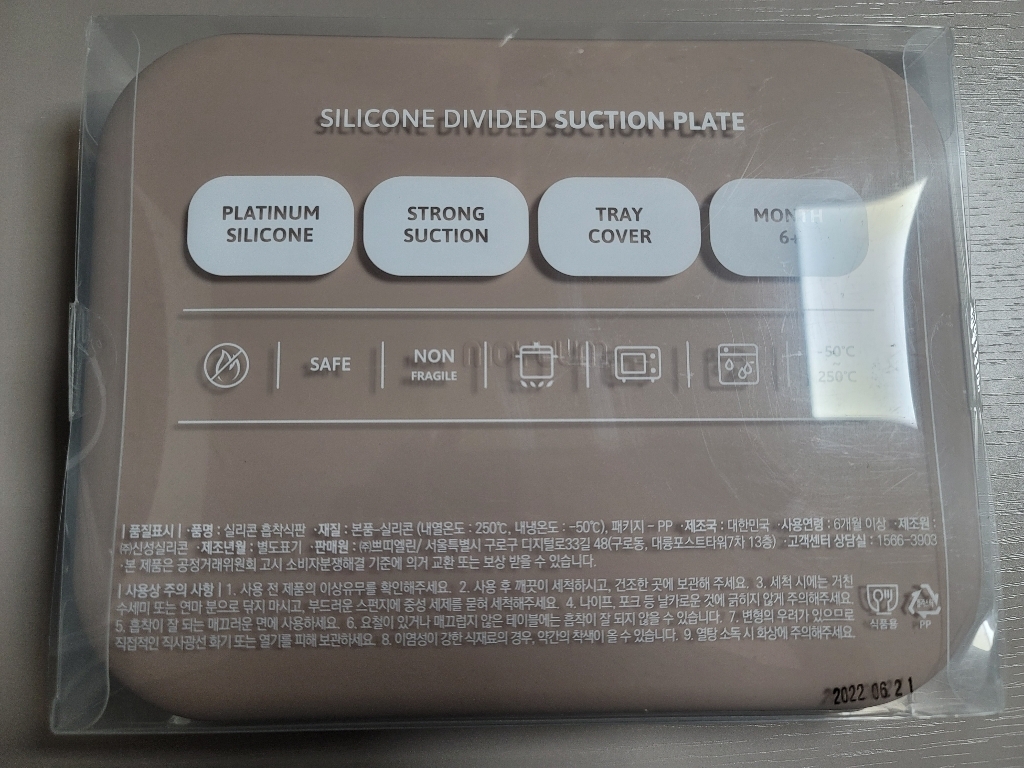 SILICONE DIVIDED SUCTION PLATE
PLATINUM SILICONE
STRONG SUCTION
TRAY COVER
MONTH 6+
SAFE
NON FRAGILE
-50℃
250℃
| 품질표시 | ·품명 : 실리콘 흡착식판 ·재질 : 본품-실리콘 (내열온도 : 250℃, 내냉온도 : -50℃), 패키지 - PP ·제조국 : 대한민국 ·사용연령 : 6개월 이상 ·제조원 :
㈜신성실리콘 ·제조년월 : 별도표기 ·판매원 : ㈜쁘띠엘린/ 서울특별시 구로구 디지털로33길 48(구로동, 대륭포스트타워7차 13층) ·고객센터 상담실 : 1566-3903
·본 제품은 공정거래위원회 고시 소비자분쟁해결 기준에 의거 교환 또는 보상 받을 수 있습니다.
| 사용상 주의 사항 | 1. 사용 전 제품의 이상유무를 확인해주세요. 2. 사용 후 깨끗이 세척하시고, 건조한 곳에 보관해 주세요. 3. 세척 시에는 거친
수세미 또는 연마 분으로 닦지 마시고, 부드러운 스펀지에 중성 세제를 묻혀 세척해주세요. 4. 나이프, 포크 등 날카로운 것에 긁히지 않게 주의해주세요.
5. 흡착이 잘 되는 매끄러운 면에 사용하세요. 6. 요철이 있거나 매끄럽지 않은 테이블에는 흡착이 잘 되지 않을 수 있습니다. 7. 변형의 우려가 있으므로
직접적인 직사광선 화기 또는 열기를 피해 보관하세요. 8. 이염성이 강한 식재료의 경우, 약간의 착색이 올 수 있습니다. 9. 열탕 소독 시 화상에 주의해주세요.
식품용
PP
2022 06 21